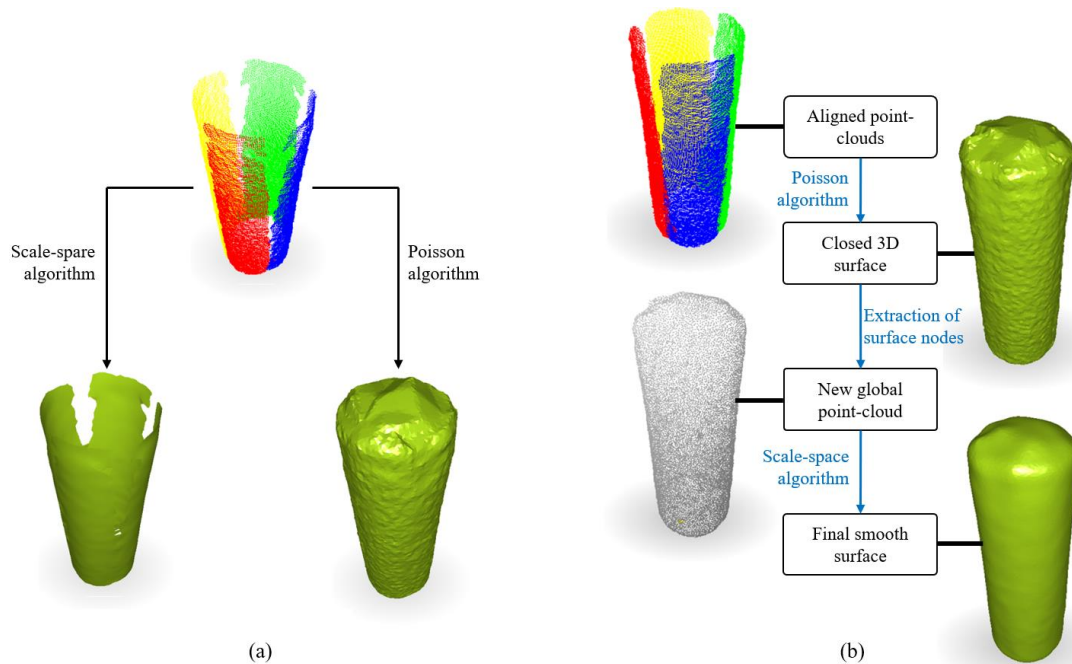 Scale-spare
algorithm
Poisson
algorithm
(a)
Aligned point-
clouds
Poisson
algorithm
Closed 3D
surface
Extraction of
surface nodes
New global
point-cloud
Scale-space
algorithm
Final smooth
surface
(b)